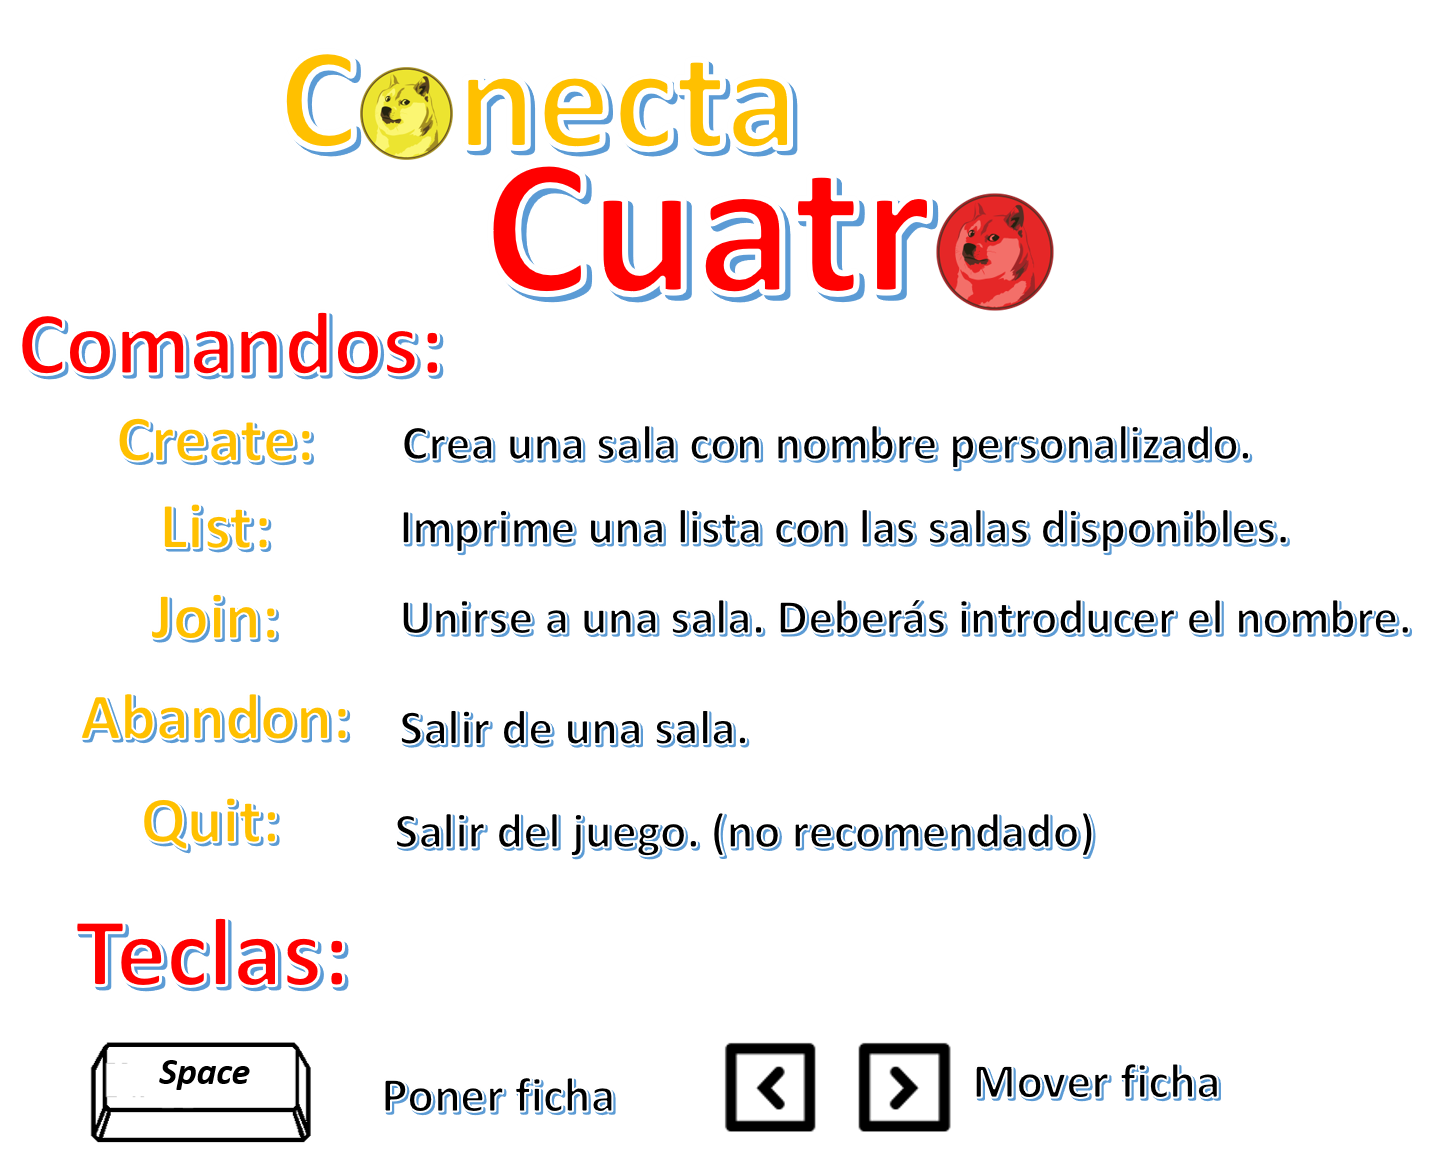 Conecta
Cuatro
Comandos:
Create: Crea una sala con nombre personalizado.
List: Imprime una lista con las salas disponibles.
Join: Unirse a una sala. Deberás introducer el nombre.
Abandon: Salir de una sala.
Quit: Salir del juego. (no recomendado)
Teclas:
Space Poner ficha < > Mover ficha